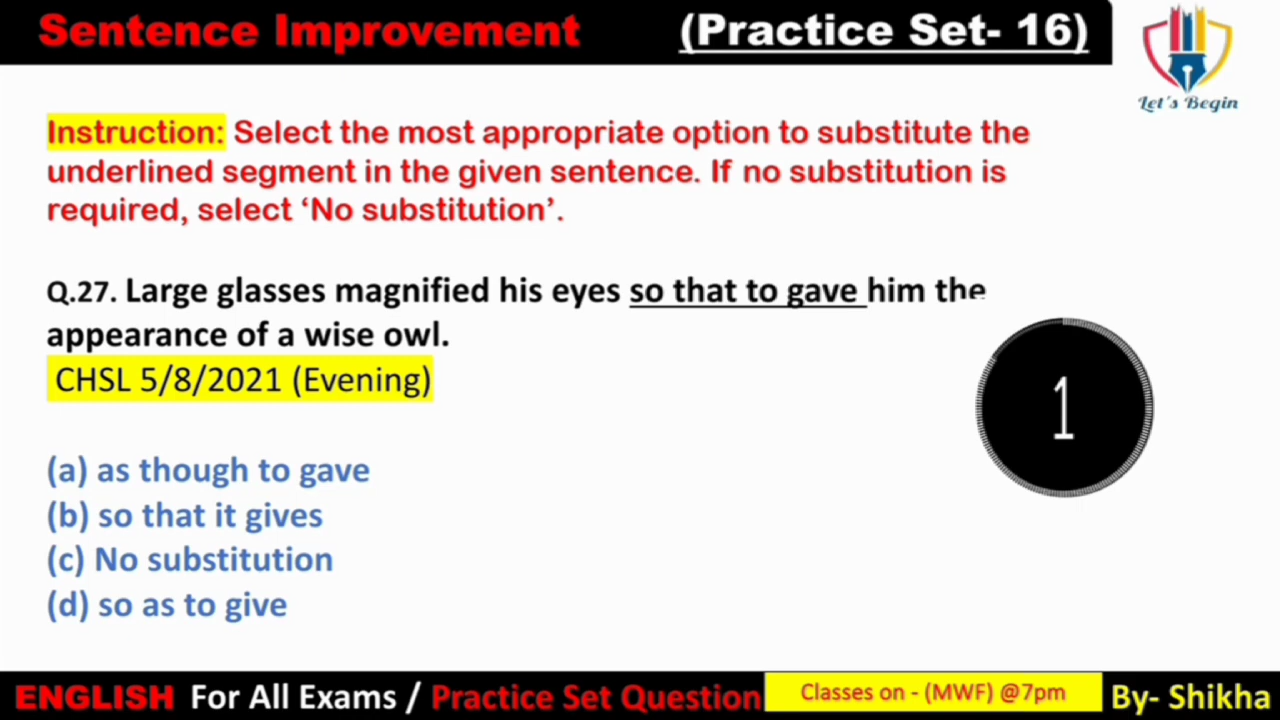 Sentence Improvement (Practice Set- 16)
Let's Begin
Instruction: Select the most appropriate option to substitute the
underlined segment in the given sentence. If no substitution is
required, select ‘No substitution’.
Q.27. Large glasses magnified his eyes so that to gave him the
appearance of a wise owl.
CHSL 5/8/2021 (Evening)
1
(a) as though to gave
(b) so that it gives
(c) No substitution
(d) so as to give
ENGLISH For All Exams / Practice Set Question Classes on - (MWF) @7pm By- Shikha